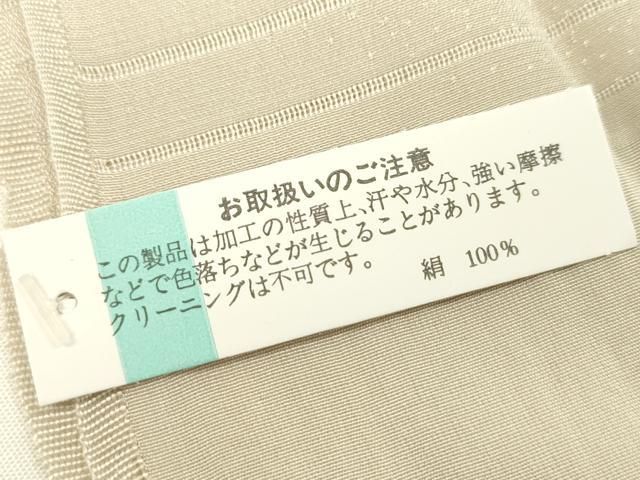 お取扱いのご注意
この製品は加工の性質上、汗や水分、強い摩擦
などで色落ちなどが生じることがあります。
クリーニングは不可です。
絹 100%